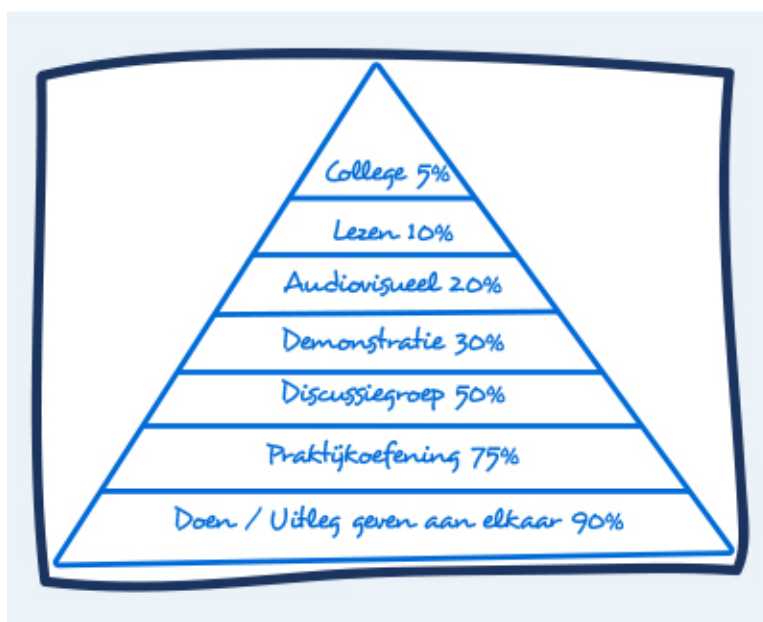 College 5%
Lezen 10%
Audiovisueel 20%
Demonstratie 30%
Discussiegroep 50%
Praktijkoefening 75%
Doen / Uitleg geven aan elkaar 90%